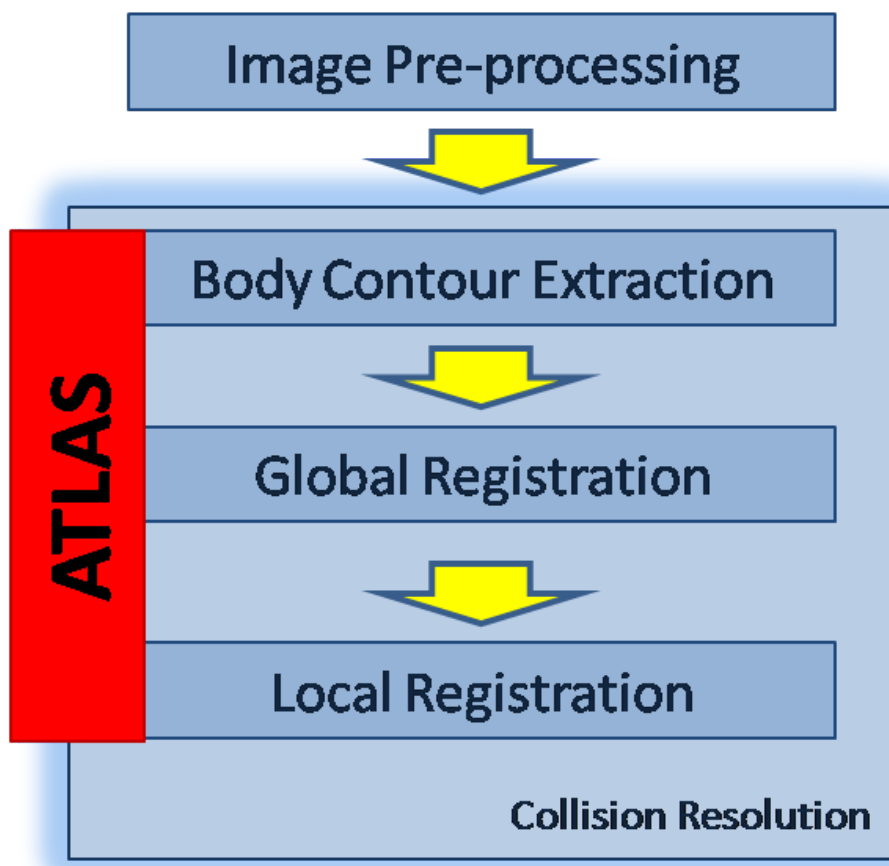 Image Pre-processing
Body Contour Extraction
ATLAS
Global Registration
Local Registration
Collision Resolution